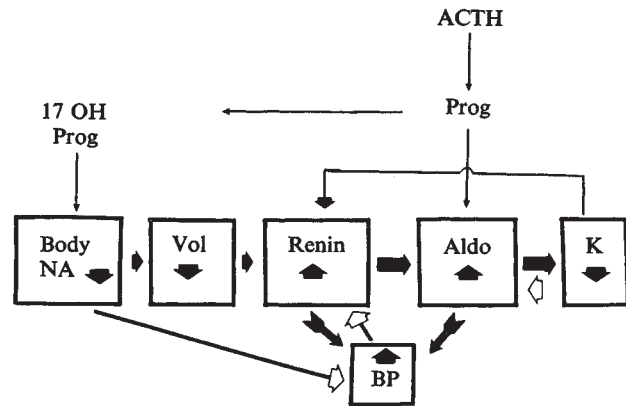 ACTH
17 OH
Prog
Prog
Body
NA
Vol
Renin
Aldo
K
BP